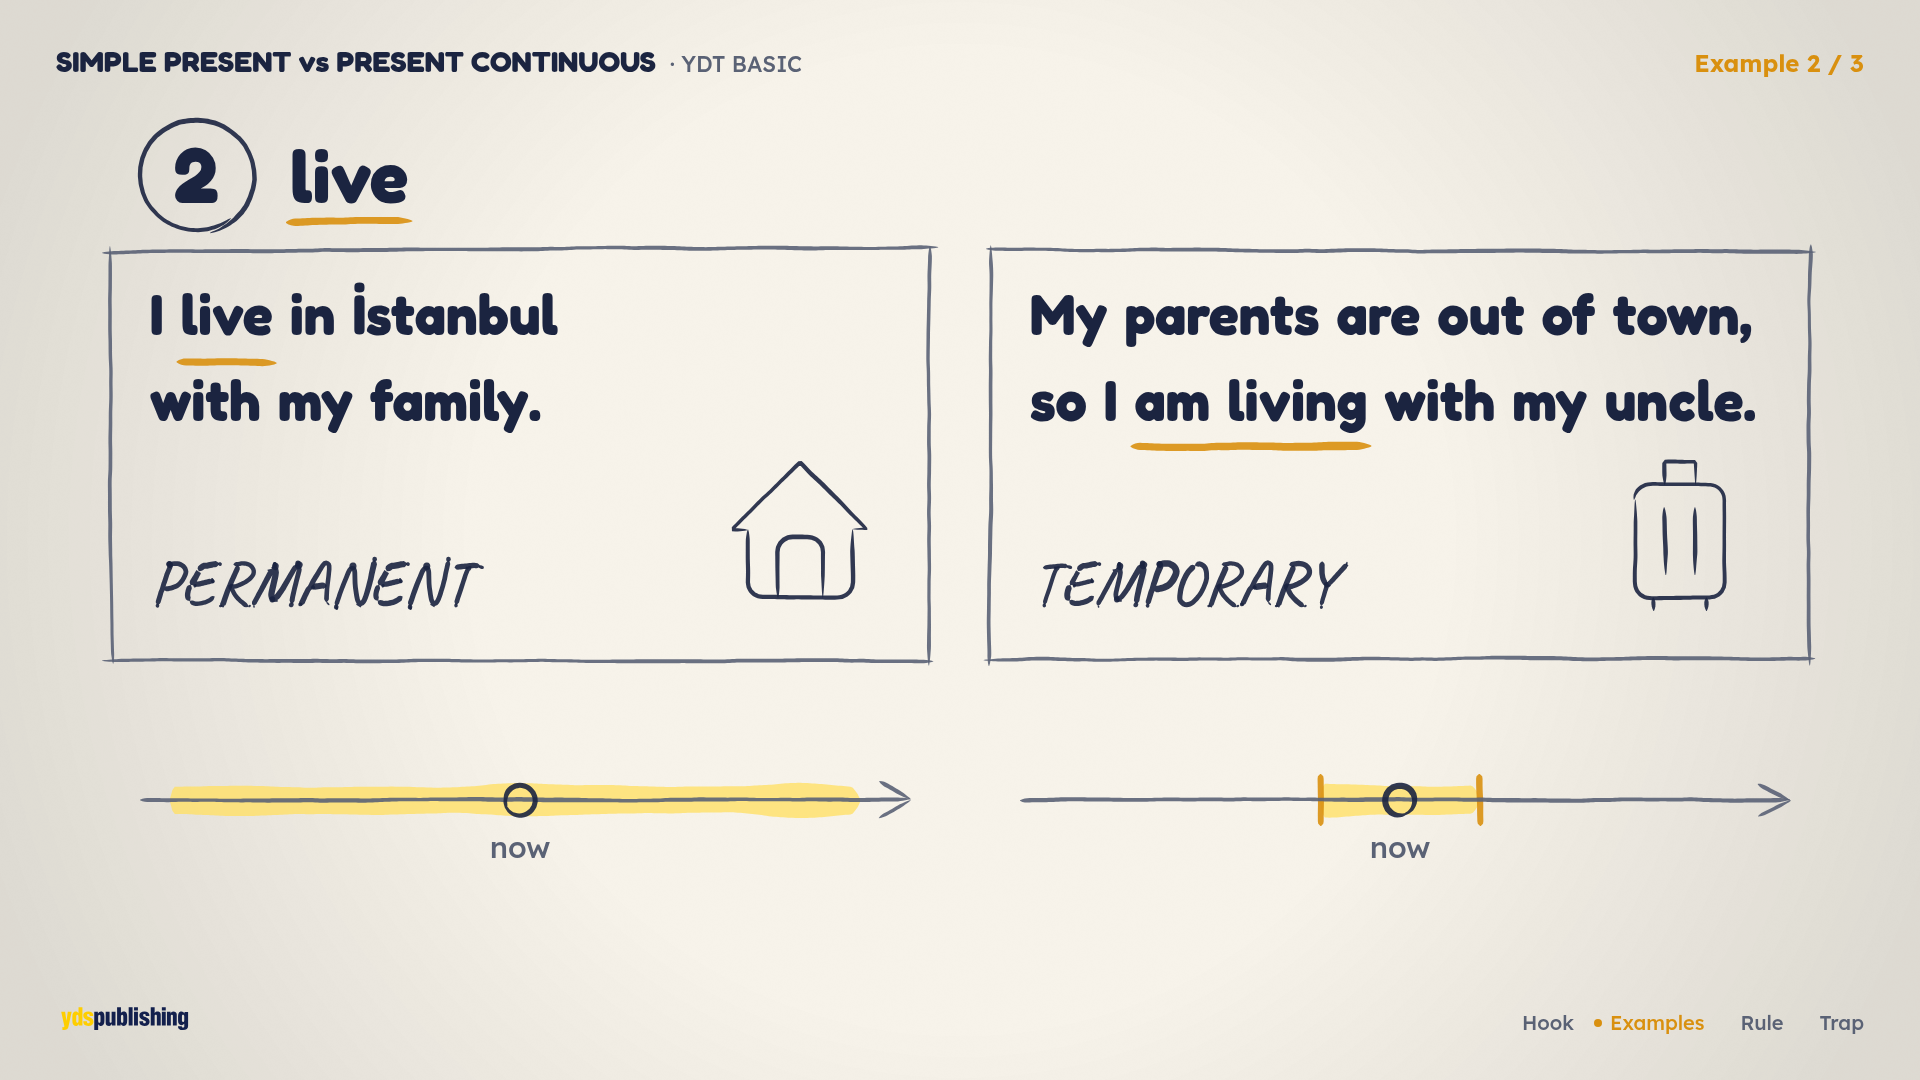 SIMPLE PRESENT vs PRESENT CONTINUOUS · YDT BASIC
Example 2 / 3
2 live
I live in İstanbul
with my family.
PERMANENT
My parents are out of town,
so I am living with my uncle.
TEMPORARY
now
now
ydspublishing
Hook • Examples Rule Trap